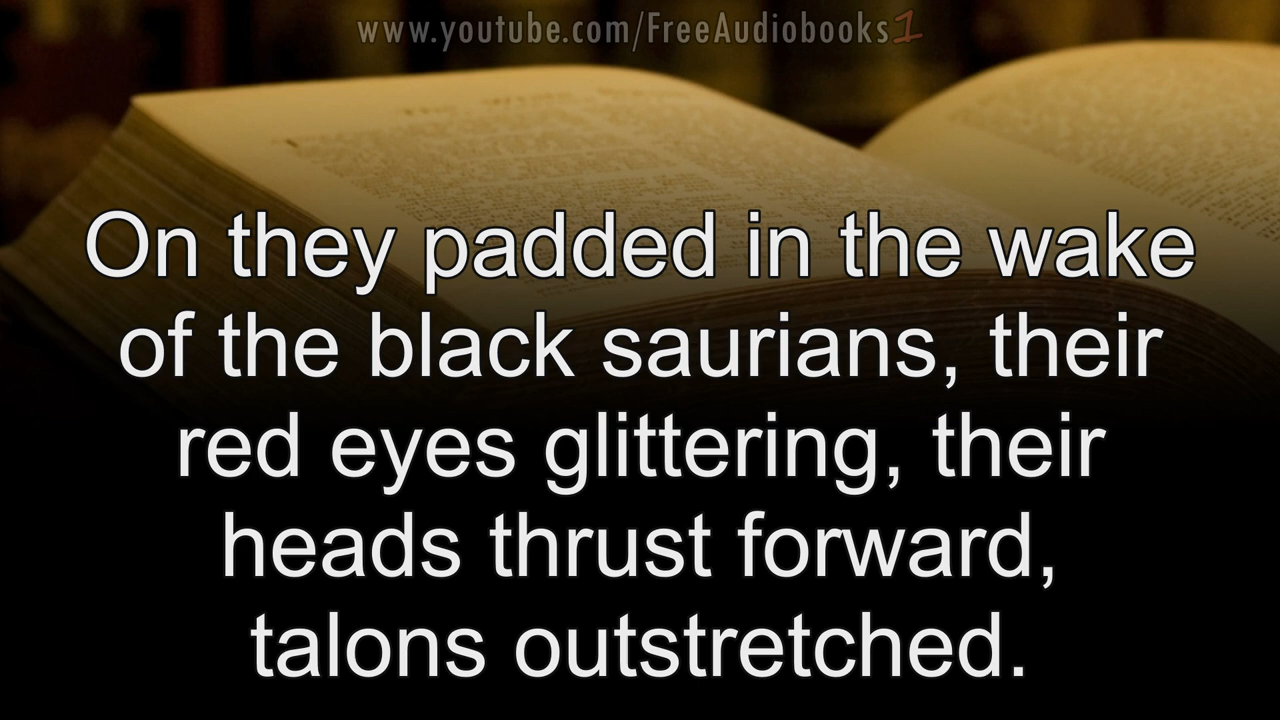 www.youtube.com/FreeAudiobooks1
On they padded in the wake
of the black saurians, their
red eyes glittering, their
heads thrust forward,
talons outstretched.